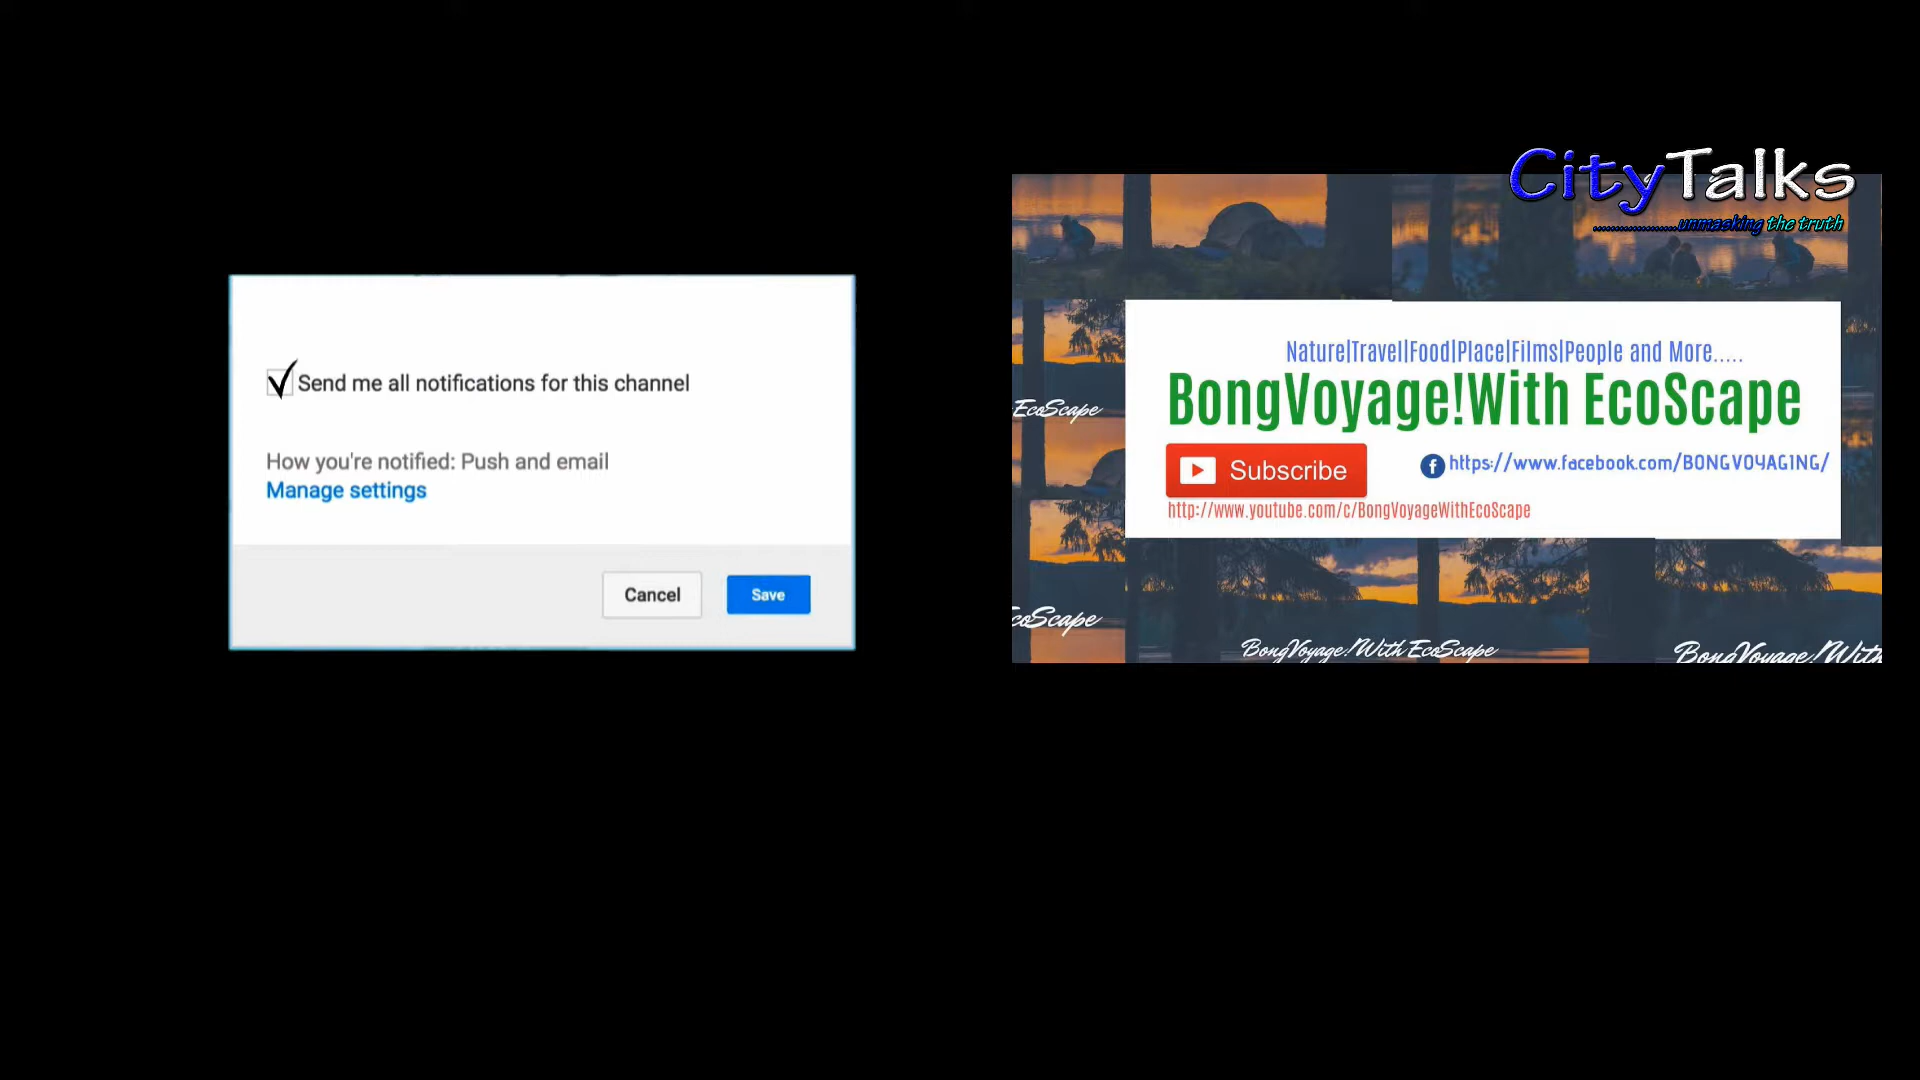 CityTalks
...................unmasking the truth
Send me all notifications for this channel
How you're notified: Push and email
Manage settings
Cancel
Save
Nature|Travel|Food|Place|Films|People and More.....
BongVoyage!With EcoScape
Subscribe
https://www.facebook.com/BONGVOYAGING/
http://www.youtube.com/c/BongVoyageWithEcoScape
EcoScape
coScape
BongVoyage!With EcoScape
BongVoyage!With